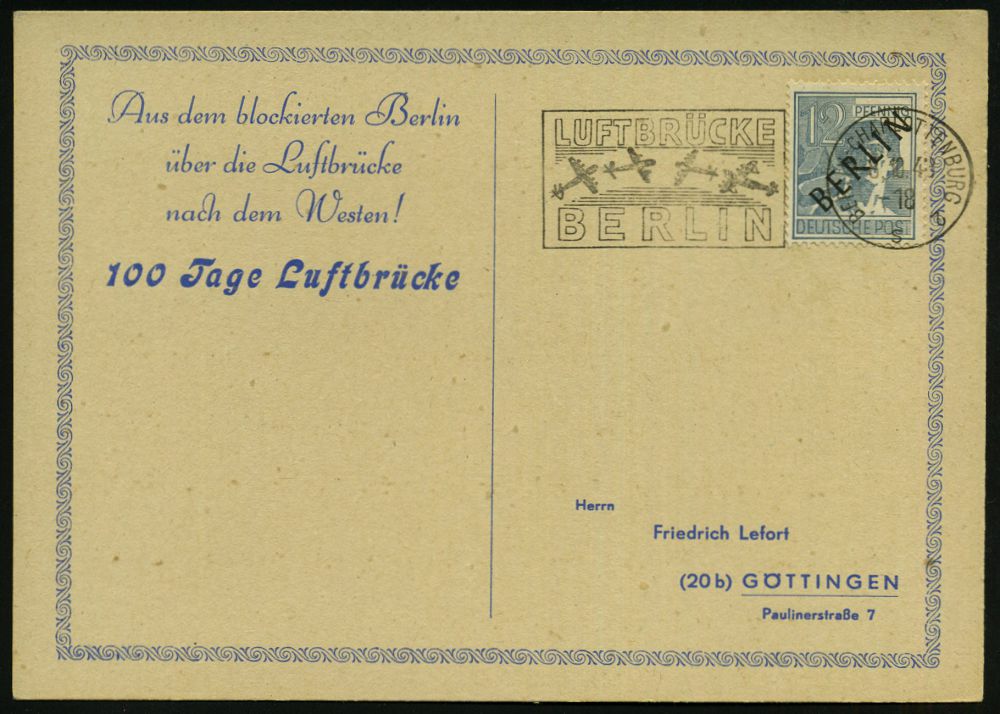 Aus dem blockierten Berlin
über die Luftbrücke
nach dem Westen!
100 Tage Luftbrücke
LUFTBRÜCKE
BERLIN
12 PFENNIG
BERLIN
DEUTSCHE POST
18
Herrn
Friedrich Lefort
(20b) GÖTTINGEN
Paulinerstraße 7